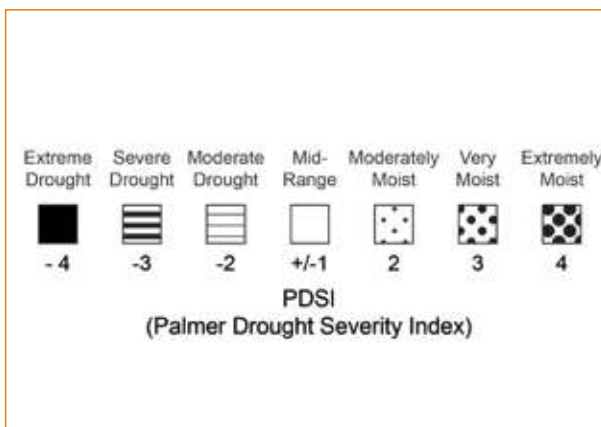 Extreme Severe Moderate Mid- Moderately Very Extremely
Drought Drought Drought Range Moist Moist Moist
- 4 -3 -2 +/-1 2 3 4
PDSI
(Palmer Drought Severity Index)